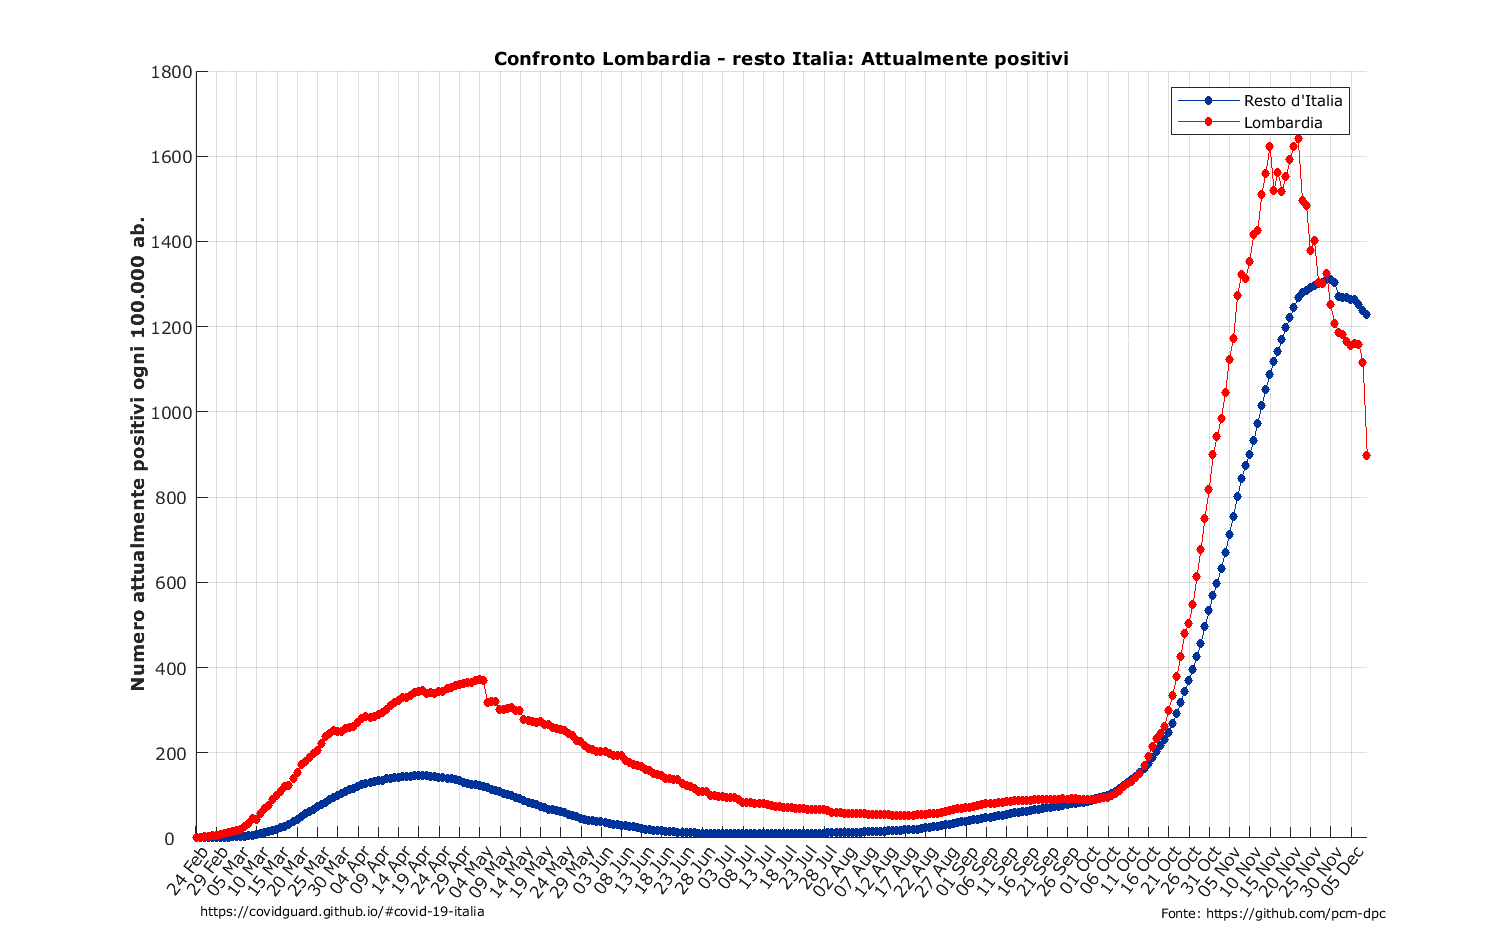 Confronto Lombardia - resto Italia: Attualmente positivi
Resto d'Italia
Lombardia
Numero attualmente positivi ogni 100.000 ab.
1800
1600
1400
1200
1000
800
600
400
200
0
24 Feb
29 Feb
05 Mar
10 Mar
15 Mar
20 Mar
25 Mar
30 Mar
04 Apr
09 Apr
14 Apr
19 Apr
24 Apr
29 Apr
04 May
09 May
14 May
19 May
24 May
29 May
03 Jun
08 Jun
13 Jun
18 Jun
23 Jun
28 Jun
03 Jul
08 Jul
13 Jul
18 Jul
23 Jul
28 Jul
02 Aug
07 Aug
12 Aug
17 Aug
22 Aug
27 Aug
01 Sep
06 Sep
11 Sep
16 Sep
21 Sep
26 Sep
01 Oct
06 Oct
11 Oct
16 Oct
21 Oct
26 Oct
31 Oct
05 Nov
10 Nov
15 Nov
20 Nov
25 Nov
30 Nov
05 Dec
https://covidguard.github.io/#covid-19-italia
Fonte: https://github.com/pcm-dpc